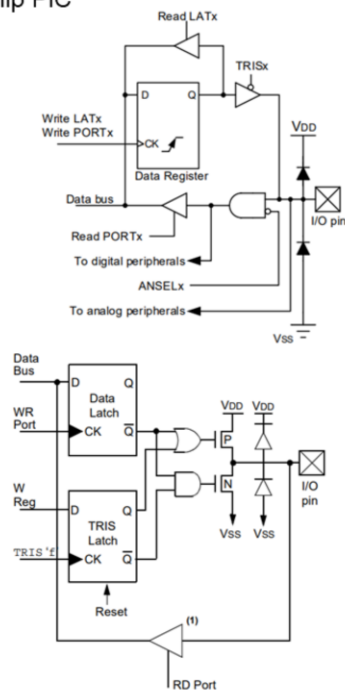 hip PIC
Read LATx
TRISx
D Q
VDD
Write LATx
Write PORTx
CK
Data Register
Data bus
I/O pin
Read PORTx
To digital peripherals
ANSELx
To analog peripherals
Vss
Data
Bus
D Q
Data
Latch
VDD VDD
WR
Port
CK Q
P
W
Reg
D Q
N
I/O
pin
TRIS
Latch
TRIS 'f'
CK Q
Vss Vss
Reset
(1)
RD Port